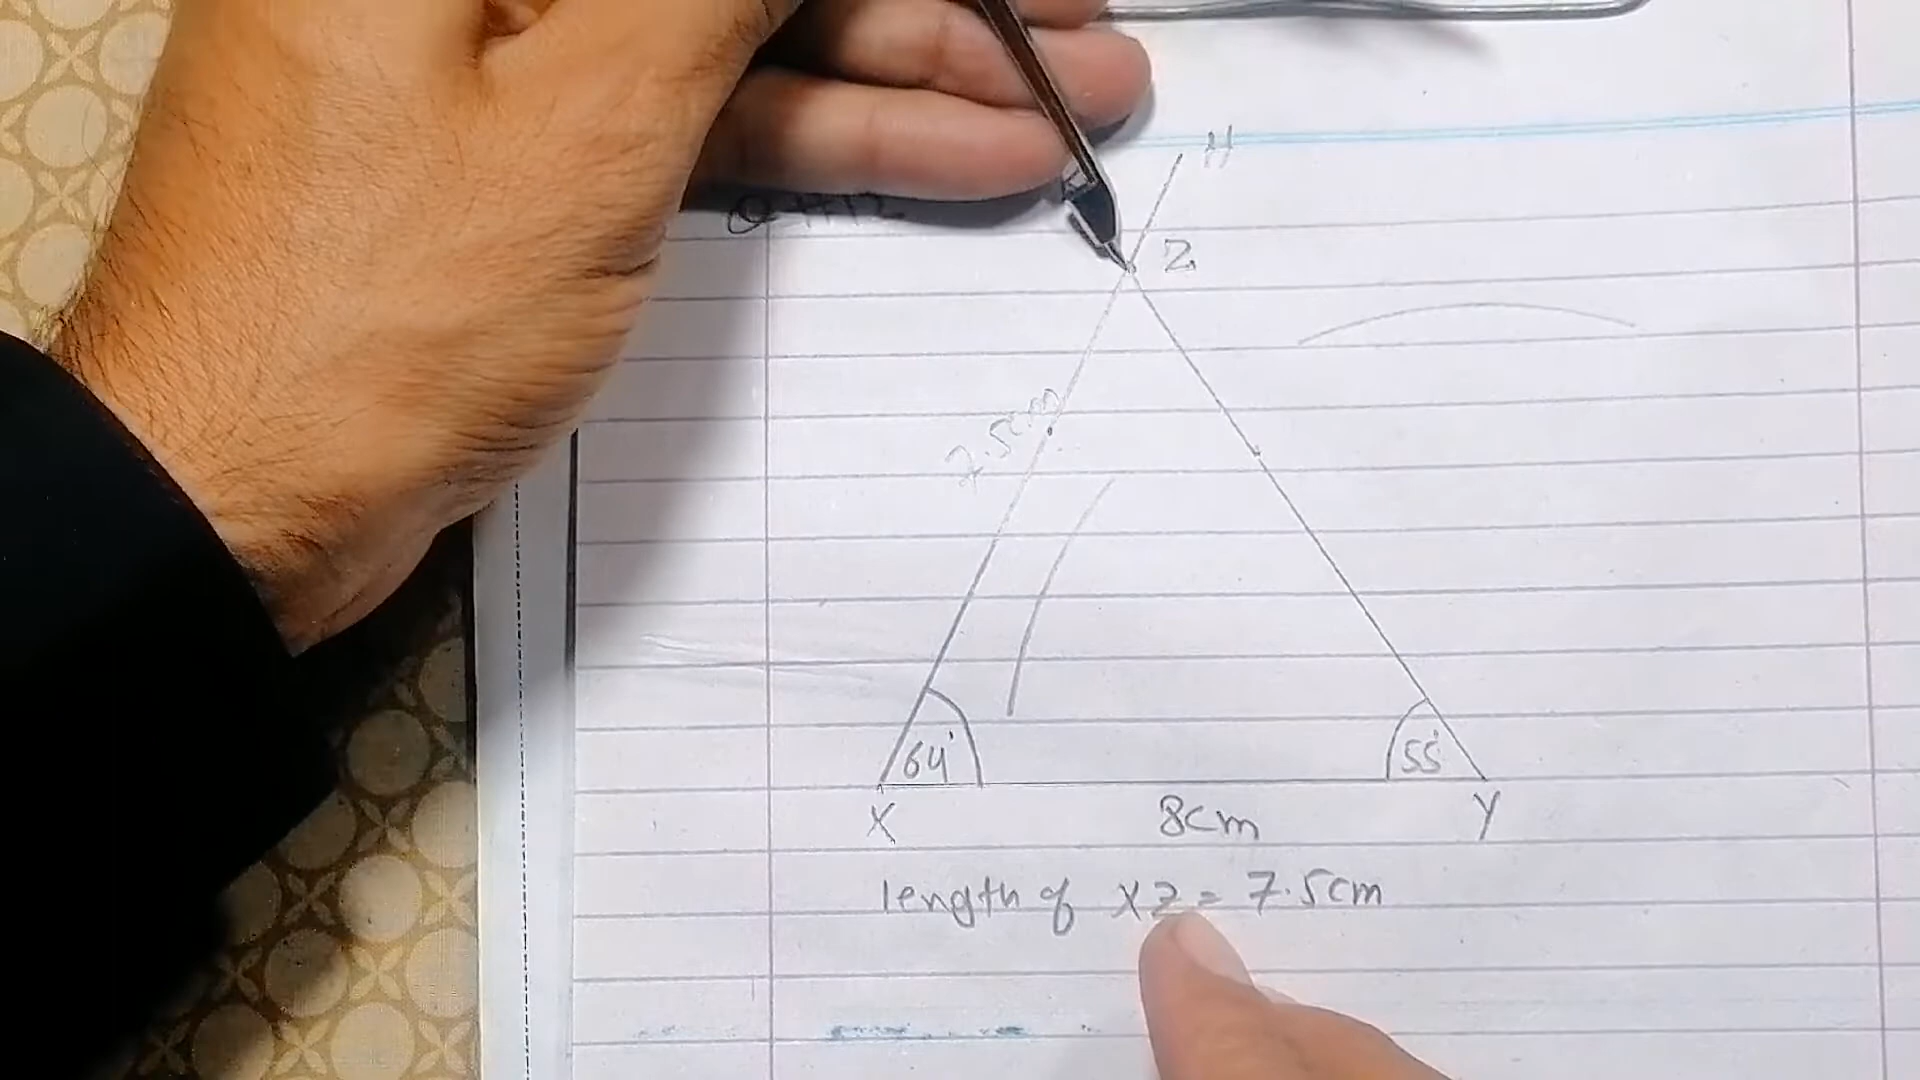 H
Z
7.5cm
64°
55°
X
8cm
Y
length of XZ = 7.5cm